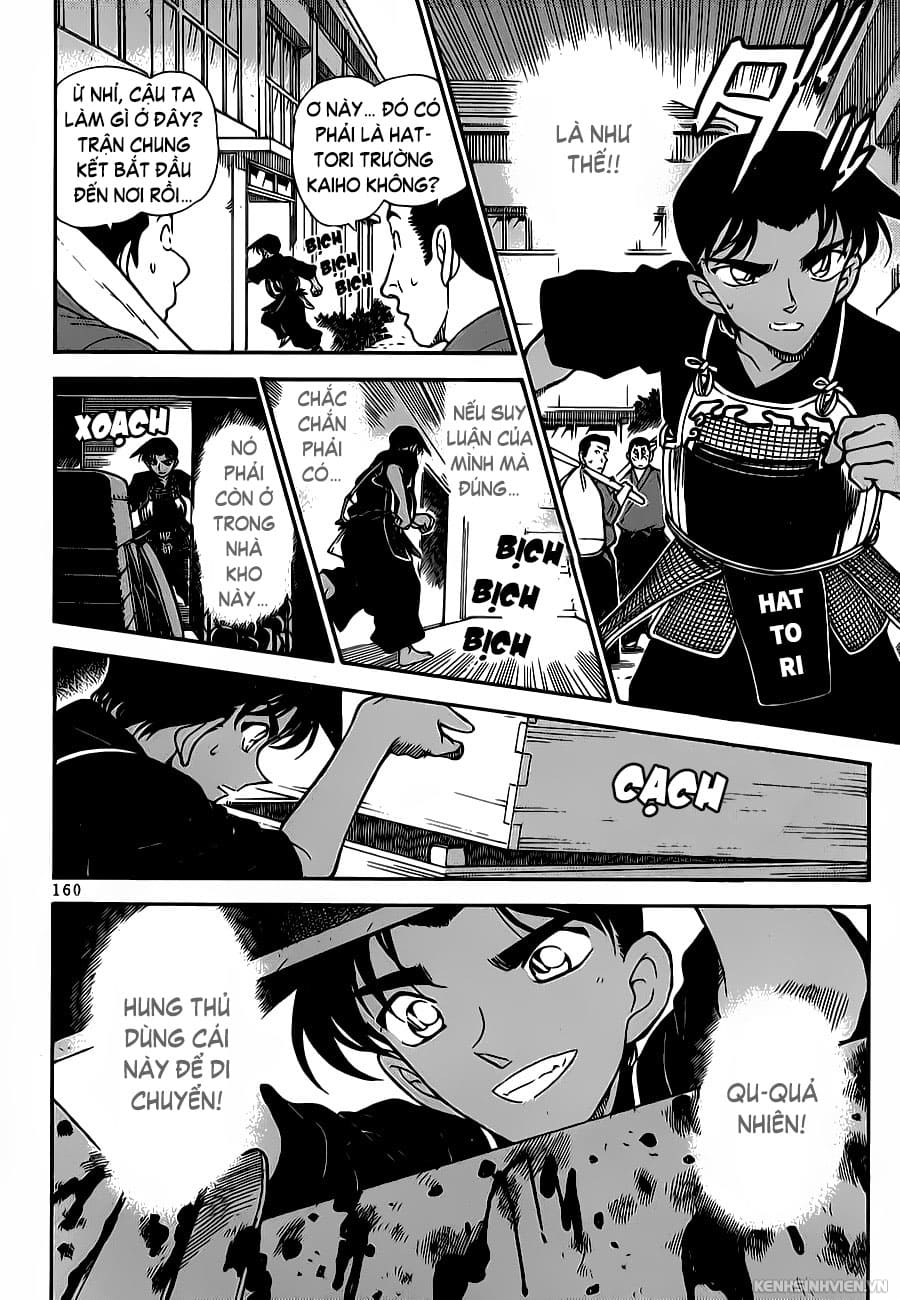 ダッ
LÀ NHƯ
THẾ!!
HAT
TO
RI
Ơ NÀY... ĐÓ CÓ
PHẢI LÀ HAT-
TORI TRƯỜNG
KAIHO KHÔNG?
Ừ NHỈ, CẬU TA
LÀM GÌ Ở ĐÂY?
TRẬN CHUNG
KẾT BẮT ĐẦU
ĐẾN NƠI RỒI...
BỊCH
BỊCH
BỊCH
NẾU SUY
LUẬN CỦA
MÌNH MÀ
ĐÚNG...
CHẮC
CHẮN PHẢI
CÓ...
BỊCH
BỊCH
BỊCH
NÓ
PHẢI
CÒN Ở
TRONG
NHÀ
KHO
NÀY...
XOẠCH
CẠCH
160
QU-QUẢ
NHIÊN!
HUNG THỦ
DÙNG CÁI
NÀY ĐỂ DI
CHUYỂN!
KENHSINHVIEN.VN